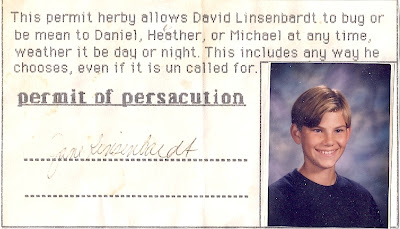 This permit herby allows David Linsenbardt to bug or
be mean to Daniel, Heather, or Michael at any time,
weather it be day or night. This includes any way he
chooses, even if it is un called for.
permit of persacution
Jane Linsenbardt